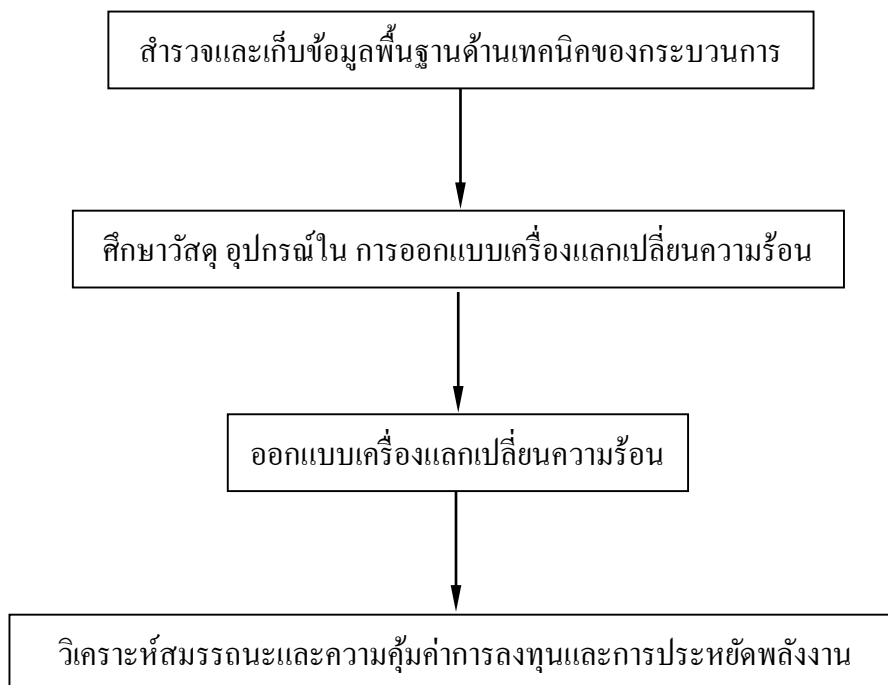 สำรวจและเก็บข้อมูลพื้นฐานด้านเทคนิคของกระบวนการ
ศึกษาวัสดุ อุปกรณ์ใน การออกแบบเครื่องแลกเปลี่ยนความร้อน
ออกแบบเครื่องแลกเปลี่ยนความร้อน
วิเคราะห์สมรรถนะและความคุ้มค่าการลงทุนและการประหยัดพลังงาน